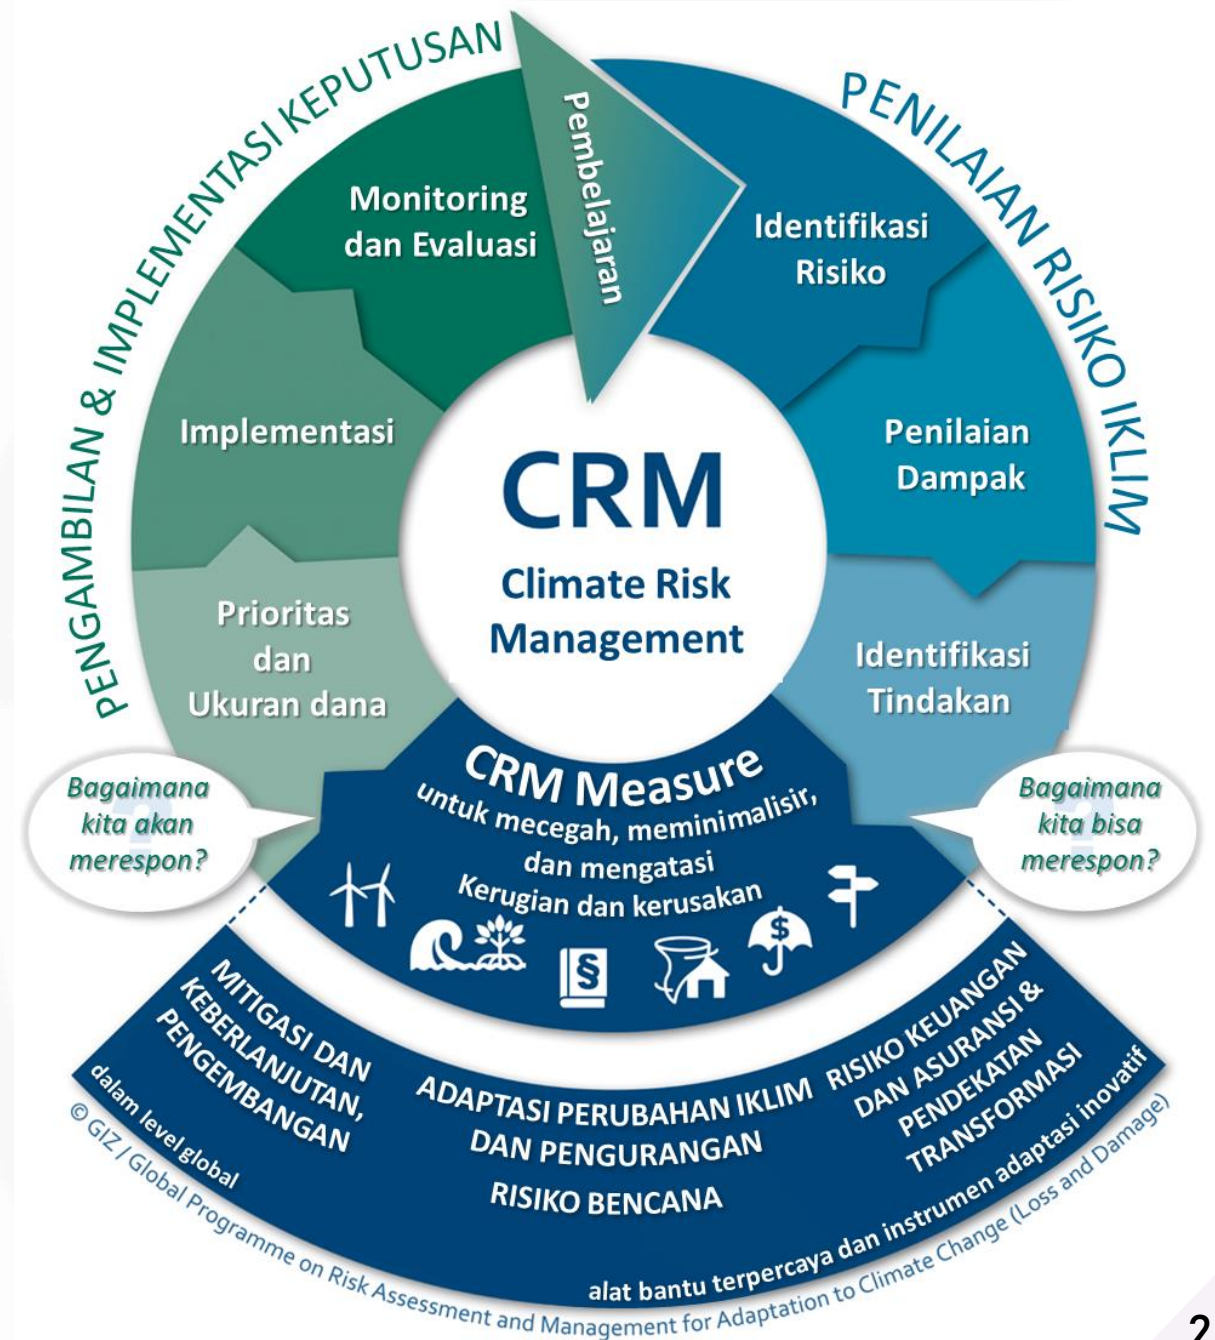 PENGAMBILAN & IMPLEMENTASI KEPUTUSAN
PENILAIAN RISIKO IKLIM
Pembelajaran
Identifikasi
Risiko
Penilaian
Dampak
Identifikasi
Tindakan
Bagaimana
kita bisa
merespon?
CRM Measure
untuk mecegah, meminimalisir,
dan mengatasi
Kerugian dan kerusakan
$
§
Bagaimana
kita akan
merespon?
Prioritas
dan
Ukuran dana
Implementasi
Monitoring
dan Evaluasi
CRM
Climate Risk
Management
MITIGASI DAN
KEBERLANJUTAN,
PENGEMBANGAN
dalam level global
ADAPTASI PERUBAHAN IKLIM
DAN PENGURANGAN
RISIKO BENCANA
RISIKO KEUANGAN
DAN ASURANSI &
PENDEKATAN
TRANSFORMASI
alat bantu terpercaya dan instrumen adaptasi inovatif
© GIZ / Global Programme on Risk Assessment and Management for Adaptation to Climate Change (Loss and Damage)
2